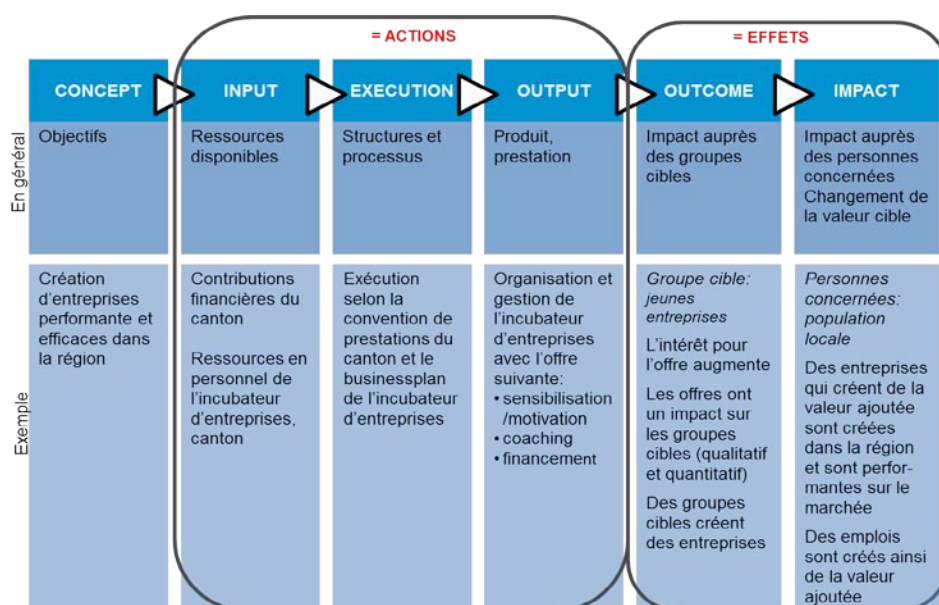 = ACTIONS
= EFFETS
CONCEPT
INPUT
EXECUTION
OUTPUT
OUTCOME
IMPACT
En général
Objectifs
Ressources
disponibles
Structures et
processus
Produit,
prestation
Impact auprès
des groupes
cibles
Impact auprès
des personnes
concernées
Changement de
la valeur cible
Exemple
Création
d'entreprises
performante et
efficaces dans
la région
Contributions
financières du
canton
Ressources en
personnel de
l'incubateur
d'entreprises,
canton
Exécution
selon la
convention de
prestations du
canton et le
businessplan
de l'incubateur
d'entreprises
Organisation et
gestion de
l'incubateur
d'entreprises
avec l'offre
suivante:
• sensibilisation
/motivation
• coaching
• financement
Groupe cible:
jeunes
entreprises
L'intérêt pour
l'offre augmente
Les offres ont
un impact sur
les groupes
cibles (qualitatif
et quantitatif)
Des groupes
cibles créent
des entreprises
Personnes
concernées:
population
locale
Des entreprises
qui créent de la
valeur ajoutée
sont créées
dans la région
et sont perfor-
mantes sur le
marchée
Des emplois
sont créés ainsi
de la valeur
ajoutée